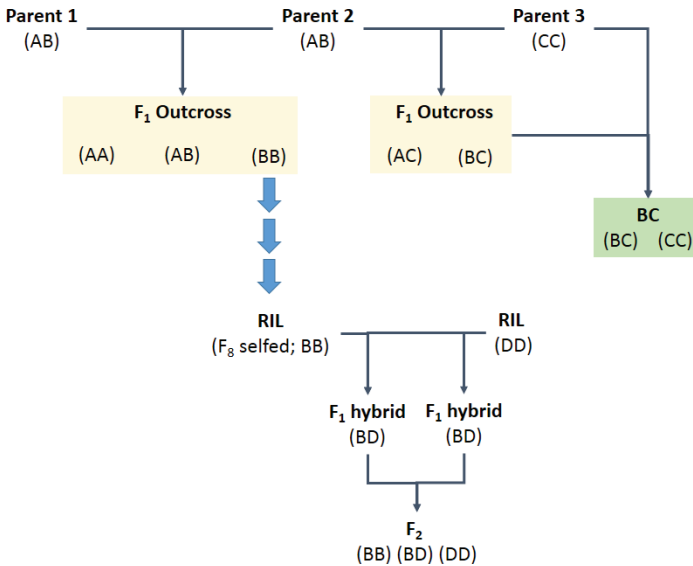 Parent 1
(AB)
Parent 2
(AB)
Parent 3
(CC)
F₁ Outcross
(AA) (AB) (BB)
F₁ Outcross
(AC) (BC)
BC
(BC) (CC)
RIL
(F₈ selfed; BB)
RIL
(DD)
F₁ hybrid
(BD)
F₁ hybrid
(BD)
F₂
(BB) (BD) (DD)